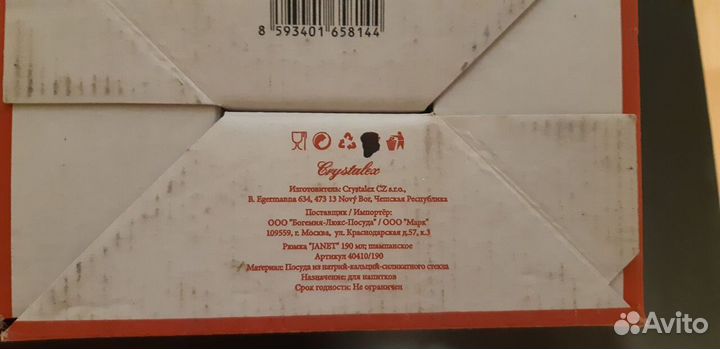 8 593401 658144
Crystalex
Изготовитель: Crystalex CZ s.r.o.,
B. Egermanna 634, 473 13 Nový Bor, Чешская Республика
Поставщик / Импортёр:
ООО "Богемия-Люкс-Посуда" / ООО "Марк"
109559, г. Москва, ул. Краснодарская д.57, к.3
Рюмка "JANET" 190 мл; шампанское
Артикул 40410/190
Материал: Посуда из натрий-кальций-силикатного стекла
Назначение: для напитков
Срок годности: Не ограничен
Avito